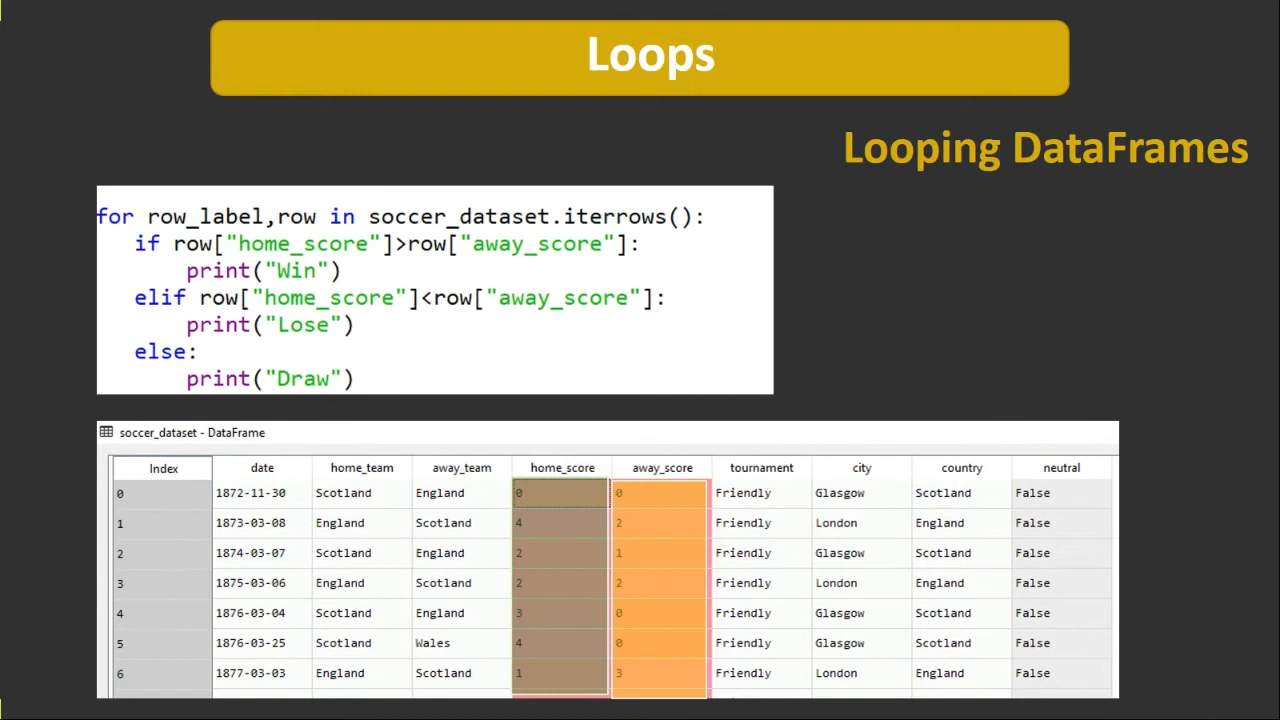 Loops
Looping DataFrames
for row_label,row in soccer_dataset.iterrows():
if row["home_score"]>row["away_score"]:
print("Win")
elif row["home_score"]<row["away_score"]:
print("Lose")
else:
print("Draw")
soccer_dataset - DataFrame
Index date home_team away_team home_score away_score tournament city country neutral
0 1872-11-30 Scotland England 0 0 Friendly Glasgow Scotland False
1 1873-03-08 England Scotland 4 2 Friendly London England False
2 1874-03-07 Scotland England 2 1 Friendly Glasgow Scotland False
3 1875-03-06 England Scotland 2 2 Friendly London England False
4 1876-03-04 Scotland England 3 0 Friendly Glasgow Scotland False
5 1876-03-25 Scotland Wales 4 0 Friendly Glasgow Scotland False
6 1877-03-03 England Scotland 1 3 Friendly London England False